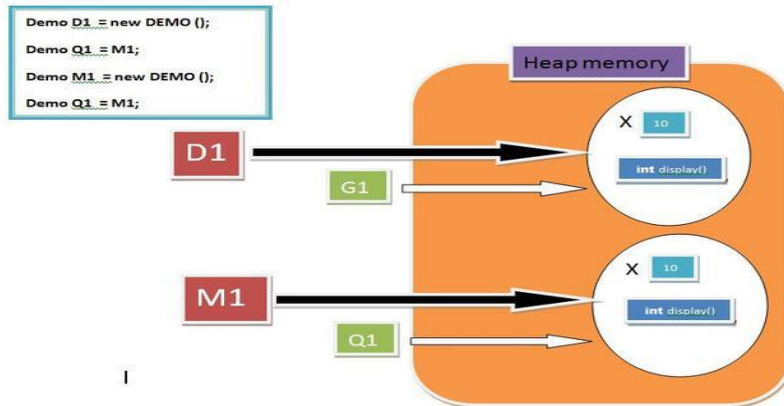 Demo D1 = new DEMO ();
Demo Q1 = M1;
Demo M1 = new DEMO ();
Demo Q1 = M1;
Heap memory
X 10
int display()
D1
G1
X 10
int display()
M1
Q1
I